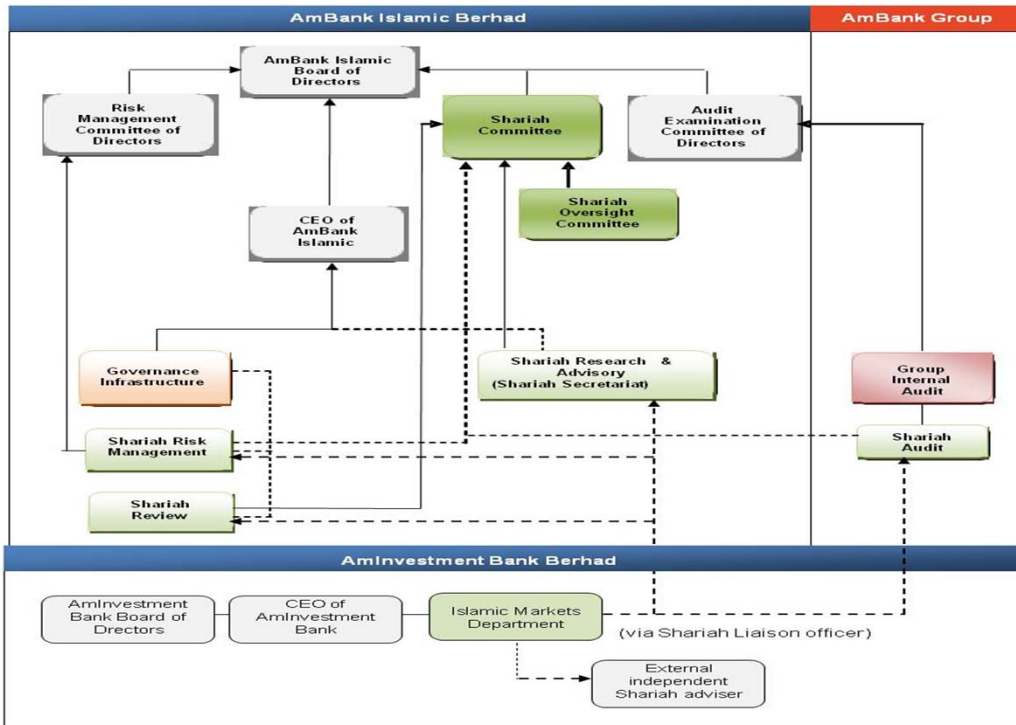 AmBank Islamic Berhad
AmBank Group
AmBank Islamic
Board of
Directors
Risk
Management
Committee of
Directors
Shariah
Committee
Audit
Examination
Committee of
Directors
Shariah
Oversight
Committee
CEO of
AmBank
Islamic
Governance
Infrastructure
Shariah Research &
Advisory
(Shariah Secretariat)
Group
Internal
Audit
Shariah Risk
Management
Shariah
Audit
Shariah
Review
AmInvestment Bank Berhad
AmInvestment
Bank Board of
Drectors
CEO of
AmInvestment
Bank
Islamic Markets
Department
(via Shariah Liaison officer)
External
independent
Shariah adviser